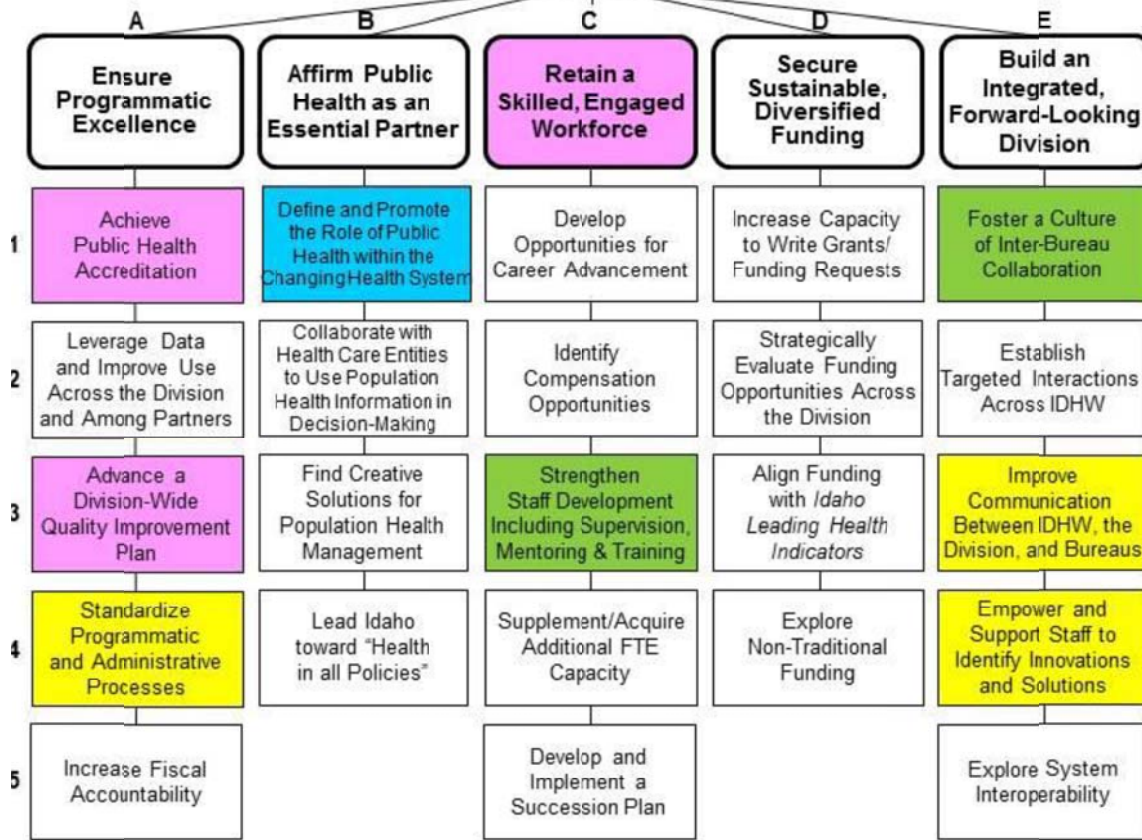 A
B
C
D
E
Ensure
Programmatic
Excellence
Affirm Public
Health as an
Essential Partner
Retain a
Skilled, Engaged
Workforce
Secure
Sustainable,
Diversified
Funding
Build an
Integrated,
Forward-Looking
Division
1
Achieve
Public Health
Accreditation
Define and Promote
the Role of Public
Health within the
Changing Health System
Develop
Opportunities for
Career Advancement
Increase Capacity
to Write Grants/
Funding Requests
Foster a Culture
of Inter-Bureau
Collaboration
2
Leverage Data
and Improve Use
Across the Division
and Among Partners
Collaborate with
Health Care Entities
to Use Population
Health Information in
Decision-Making
Identify
Compensation
Opportunities
Strategically
Evaluate Funding
Opportunities Across
the Division
Establish
Targeted Interactions
Across IDHW
3
Advance a
Division-Wide
Quality Improvement
Plan
Find Creative
Solutions for
Population Health
Management
Strengthen
Staff Development
Including Supervision,
Mentoring & Training
Align Funding
with Idaho
Leading Health
Indicators
Improve
Communication
Between IDHW, the
Division, and Bureaus
4
Standardize
Programmatic
and Administrative
Processes
Lead Idaho
toward “Health
in all Policies”
Supplement/Acquire
Additional FTE
Capacity
Explore
Non-Traditional
Funding
Empower and
Support Staff to
Identify Innovations
and Solutions
5
Increase Fiscal
Accountability
Develop and
Implement a
Succession Plan
Explore System
Interoperability